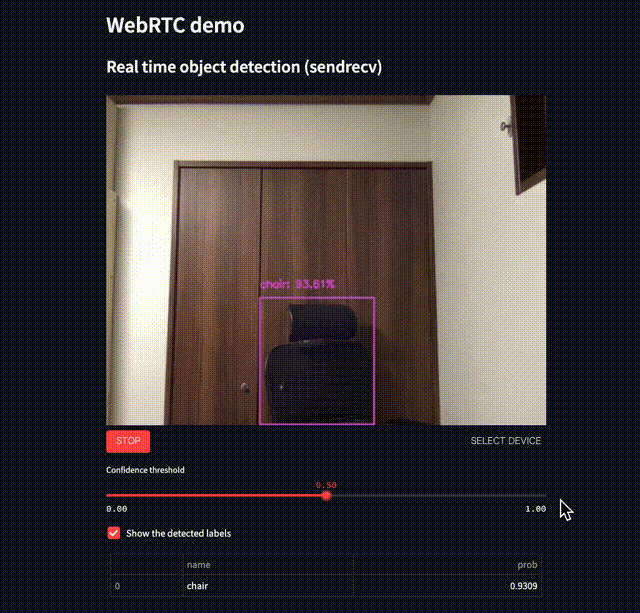 WebRTC demo
Real time object detection (sendrecv)
chair: 93.61%
STOP
SELECT DEVICE
Confidence threshold
0.50
0.00
1.00
Show the detected labels
name
prob
0
chair
0.9309